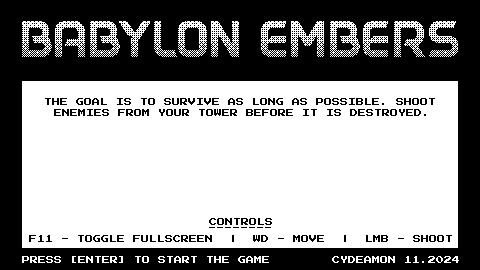 BABYLON EMBERS
THE GOAL IS TO SURVIVE AS LONG AS POSSIBLE. SHOOT
ENEMIES FROM YOUR TOWER BEFORE IT IS DESTROYED.
CONTROLS
F11 - TOGGLE FULLSCREEN | WD - MOVE | LMB - SHOOT
PRESS [ENTER] TO START THE GAME CYDEAMON 11.2024